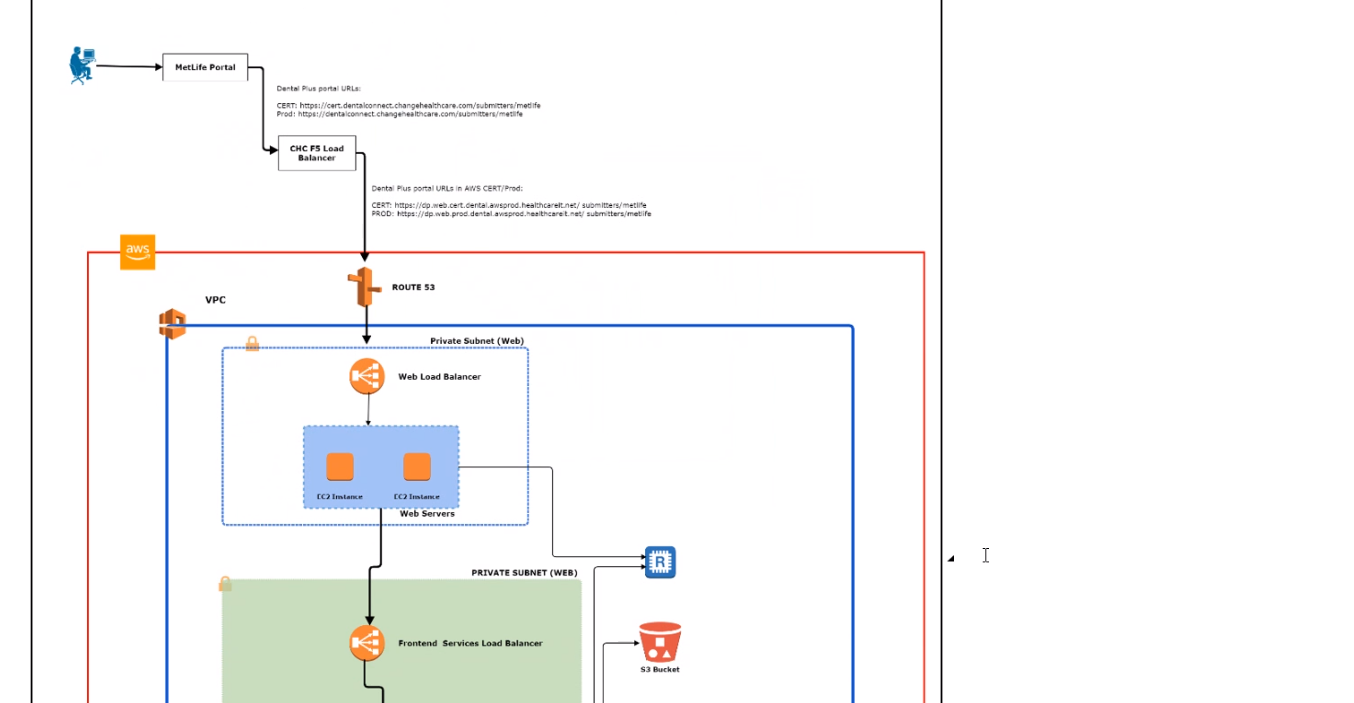 MetLife Portal
Dental Plus portal URLs:
CERT: https://cert.dentalconnect.changehealthcare.com/submitters/metlife
Prod: https://dentalconnect.changehealthcare.com/submitters/metlife
CHC F5 Load
Balancer
Dental Plus portal URLs in AWS CERT/Prod:
CERT: https://dp.web.cert.dental.awsprod.healthcareit.net/ submitters/metlife
PROD: https://dp.web.prod.dental.awsprod.healthcareit.net/ submitters/metlife
aws
ROUTE 53
VPC
Private Subnet (Web)
Web Load Balancer
EC2 Instance
EC2 Instance
Web Servers
R
PRIVATE SUBNET (WEB)
Frontend Services Load Balancer
S3 Bucket